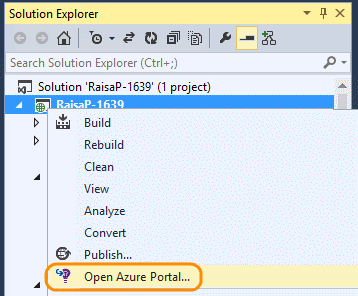 Solution Explorer
Search Solution Explorer (Ctrl+;)
Solution 'RaisaP-1639' (1 project)
RaisaP-1639
Build
Rebuild
Clean
View
Analyze
Convert
Publish...
Open Azure Portal...